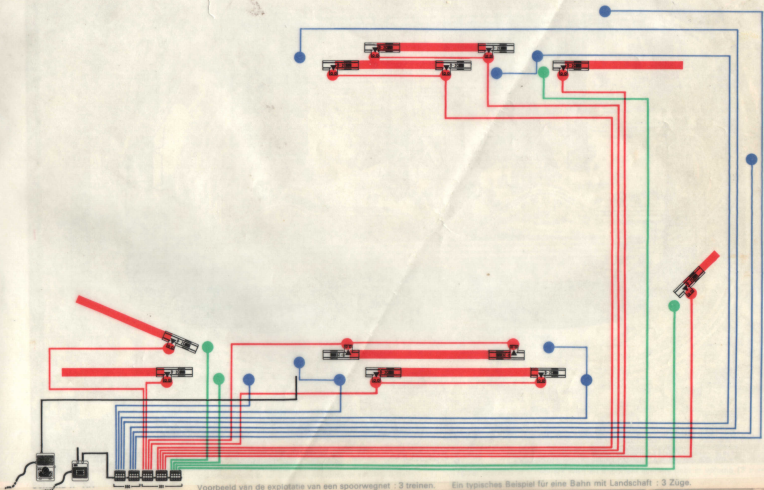 Voorbeeld van de exploitatie van een spoorwegnet : 3 treinen. Ein typisches Beispiel für eine Bahn mit Landschaft : 3 Züge.